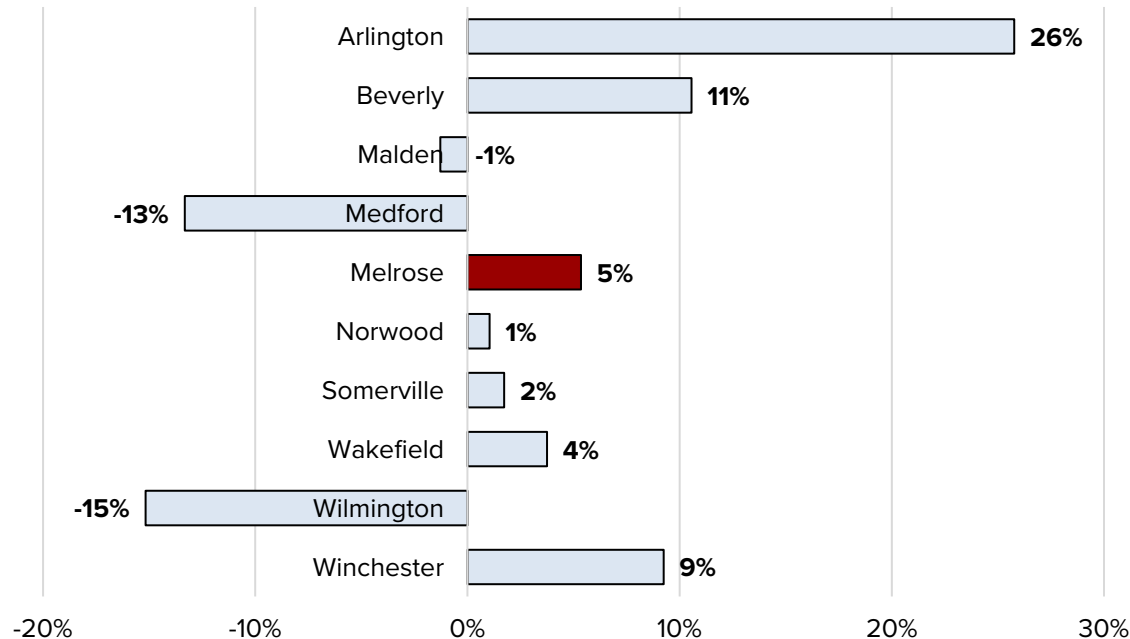 Arlington 26%
Beverly 11%
Malden -1%
-13% Medford
Melrose 5%
Norwood 1%
Somerville 2%
Wakefield 4%
-15% Wilmington
Winchester 9%
-20% -10% 0% 10% 20% 30%